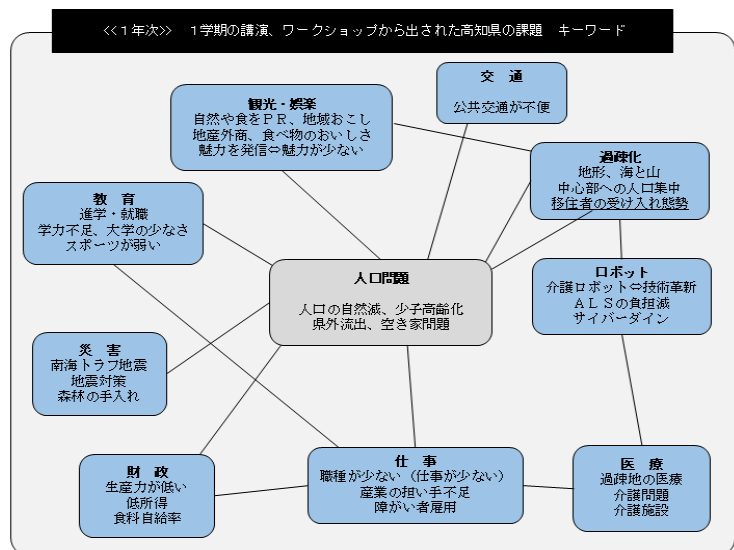 <<１年次>>　１学期の講演、ワークショップから出された高知県の課題　キーワード
交　通
公共交通が不便
観光・娯楽
自然や食をＰＲ、地域おこし
地産外商、食べ物のおいしさ
魅力を発信⇔魅力が少ない
過疎化
地形、海と山
中心部への人口集中
移住者の受け入れ態勢
教　育
進学・就職
学力不足、大学の少なさ
スポーツが弱い
人口問題
人口の自然減、少子高齢化
県外流出、空き家問題
ロボット
介護ロボット⇔技術革新
ＡＬＳの負担減
サイバーダイン
災　害
南海トラフ地震
地震対策
森林の手入れ
財　政
生産力が低い
低所得
食料自給率
仕　事
職種が少ない（仕事が少ない）
産業の担い手不足
障がい者雇用
医　療
過疎地の医療
介護問題
介護施設